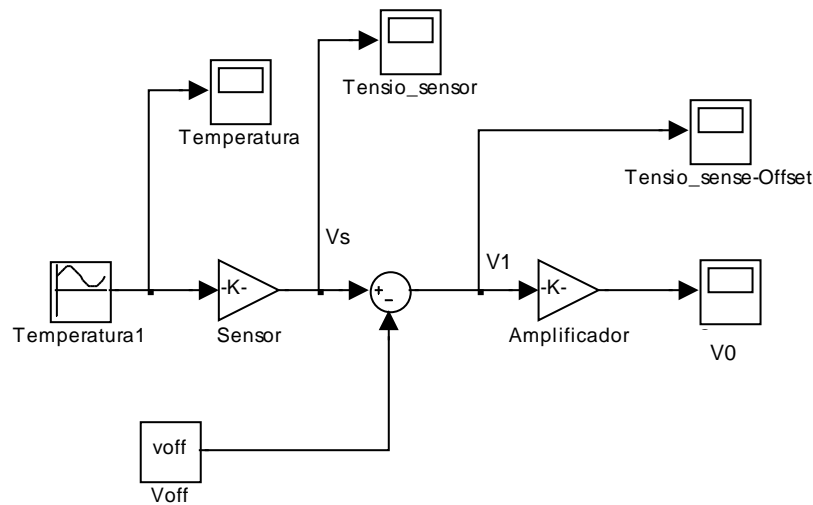 Tensio_sensor
Temperatura
Tensio_sense-Offset
Vs
V1
-K-
-K-
+
-
Temperatura1
Sensor
Amplificador
V0
voff
Voff